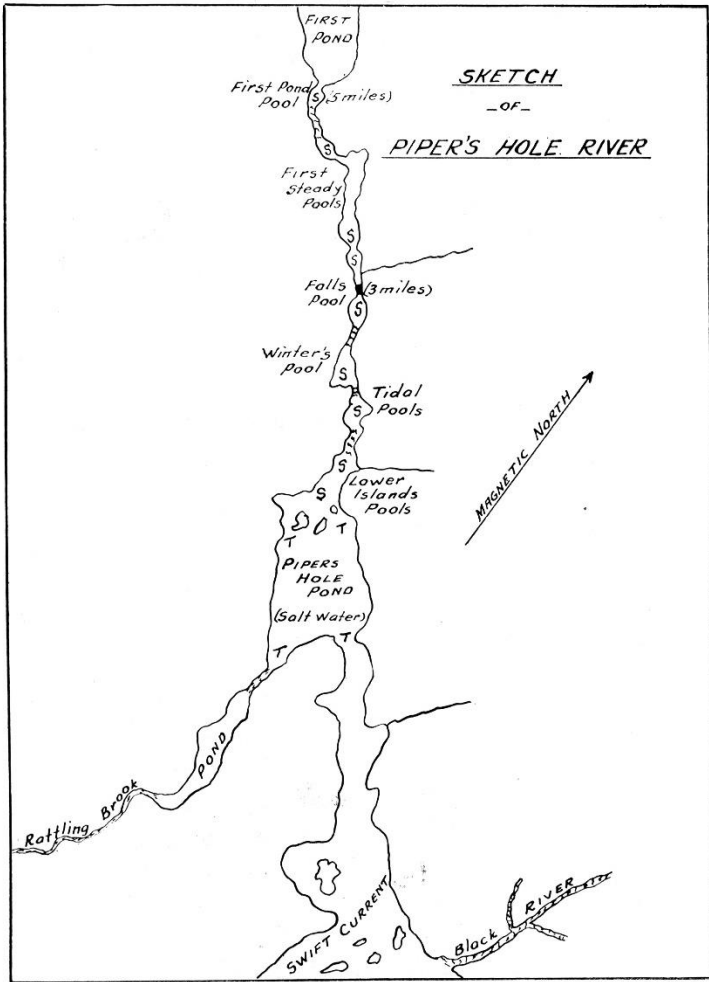 SKETCH
_OF_
PIPER'S HOLE RIVER
FIRST
POND
First Pond
Pool
S
(5 miles)
S
First
Steady
Pools
S
S
Falls
Pool
(3 miles)
S
Winter's
Pool
S
Tidal
Pools
S
S
Lower
Islands
Pools
S
T
T
PIPERS
HOLE
POND
(Salt Water)
T
T
MAGNETIC NORTH
POND
Rattling Brook
SWIFT CURRENT
Black RIVER